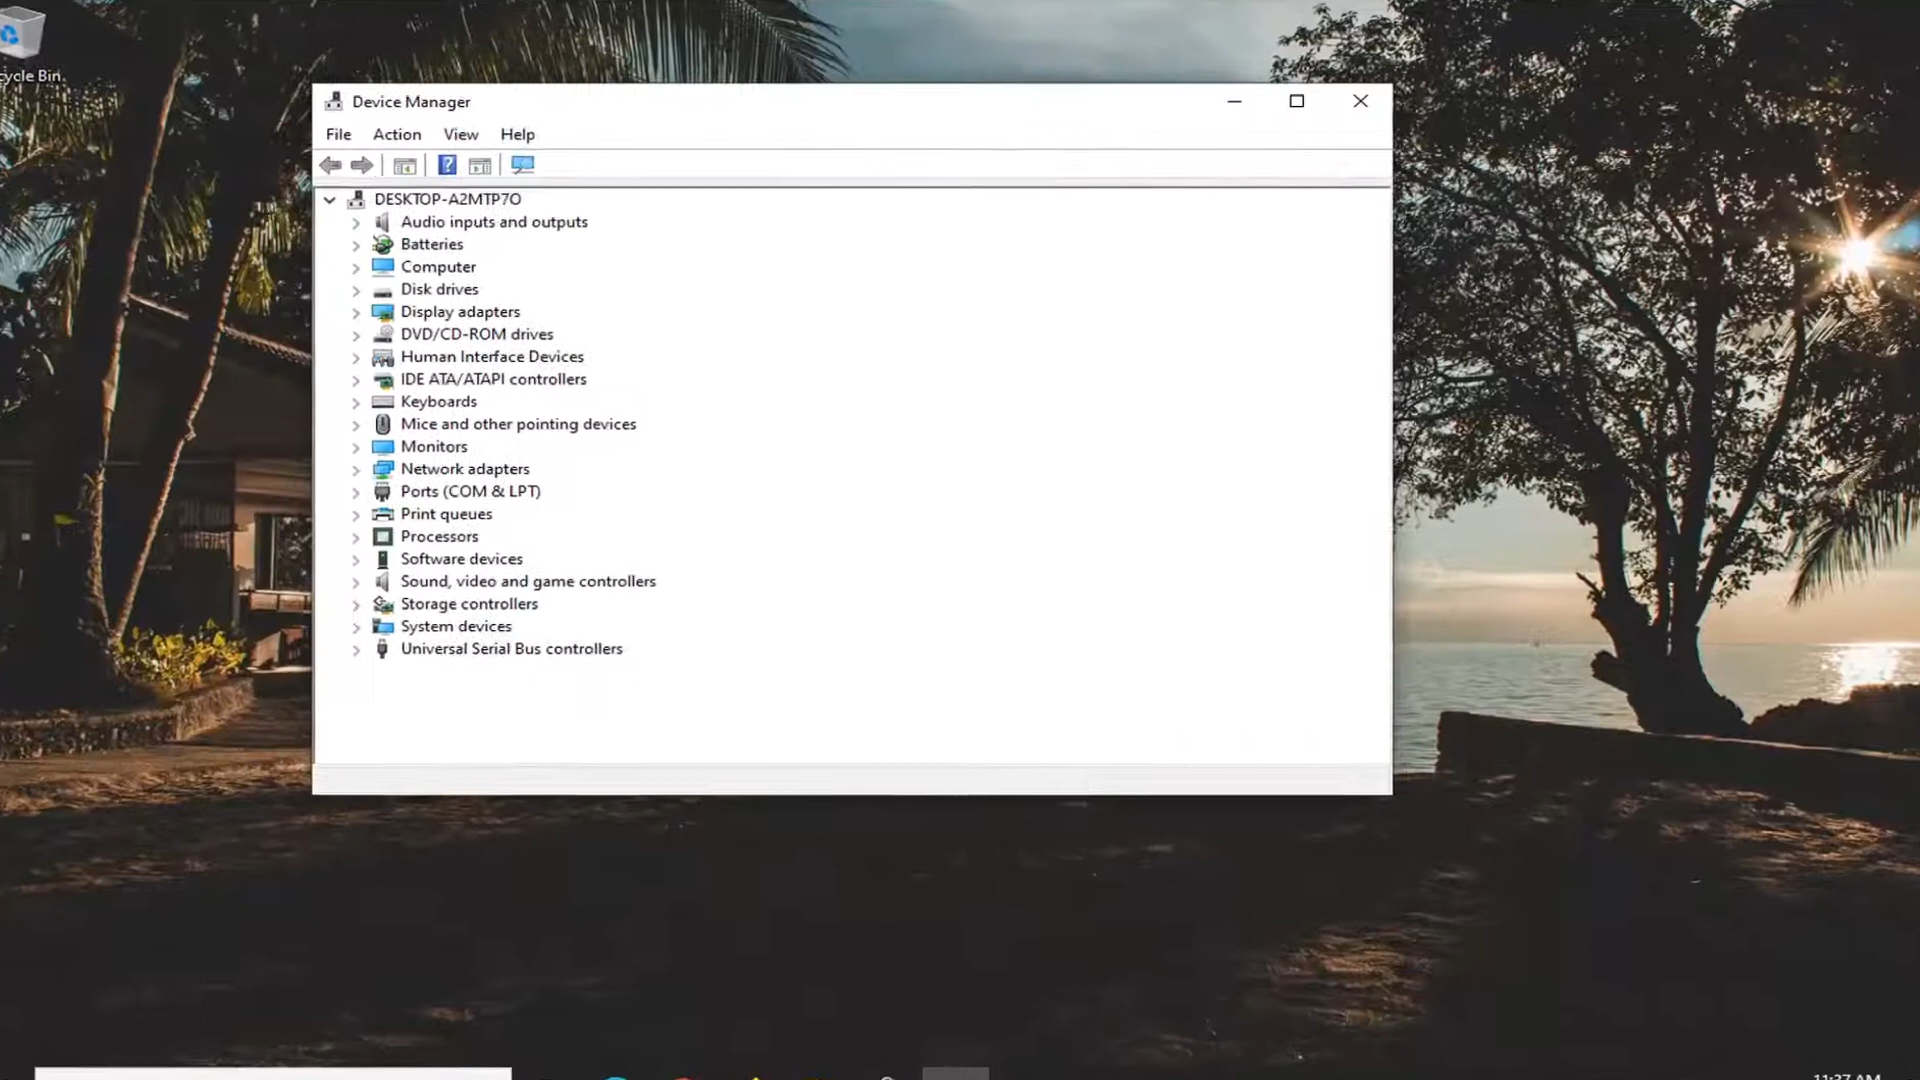 cycle Bin
Device Manager
File Action View Help
DESKTOP-A2MTP7O
Audio inputs and outputs
Batteries
Computer
Disk drives
Display adapters
DVD/CD-ROM drives
Human Interface Devices
IDE ATA/ATAPI controllers
Keyboards
Mice and other pointing devices
Monitors
Network adapters
Ports (COM & LPT)
Print queues
Processors
Software devices
Sound, video and game controllers
Storage controllers
System devices
Universal Serial Bus controllers
11:37 AM